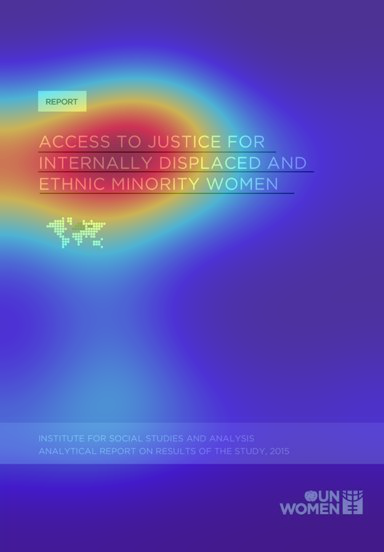 REPORT
ACCESS TO JUSTICE FOR
INTERNALLY DISPLACED AND
ETHNIC MINORITY WOMEN
INSTITUTE FOR SOCIAL STUDIES AND ANALYSIS
ANALYTICAL REPORT ON RESULTS OF THE STUDY, 2015
UN
WOMEN